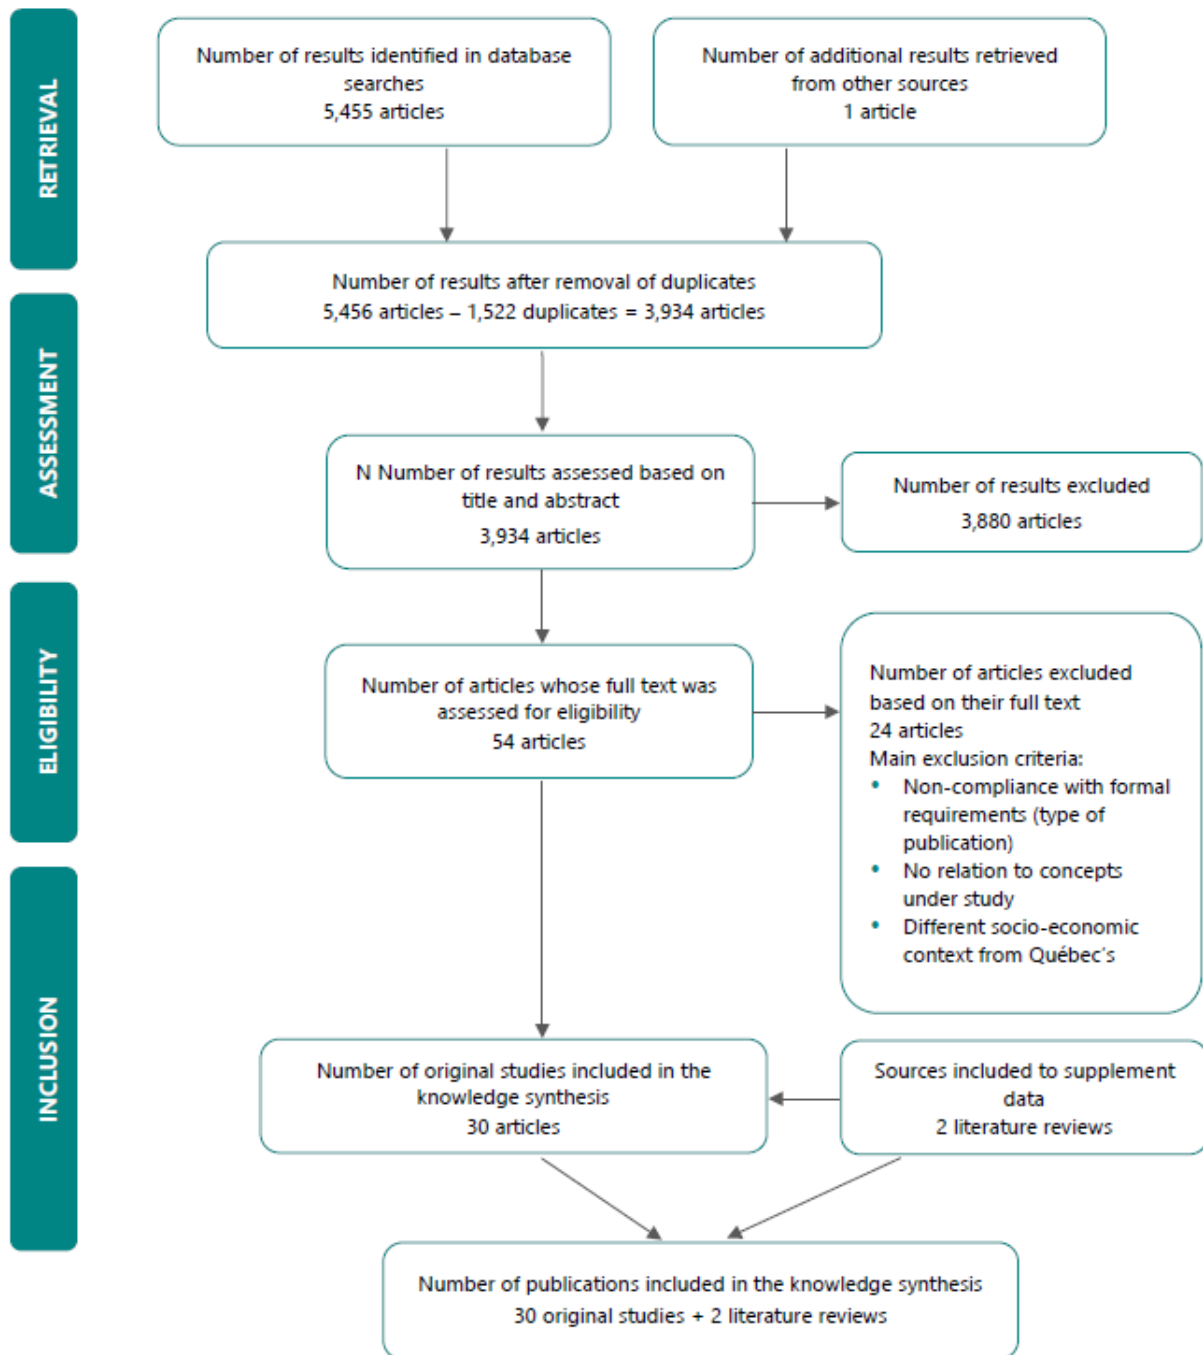 RETRIEVAL
Number of results identified in database
searches
5,455 articles
Number of additional results retrieved
from other sources
1 article
Number of results after removal of duplicates
5,456 articles – 1,522 duplicates = 3,934 articles
ASSESSMENT
N Number of results assessed based on
title and abstract
3,934 articles
Number of results excluded
3,880 articles
ELIGIBILITY
Number of articles whose full text was
assessed for eligibility
54 articles
Number of articles excluded
based on their full text
24 articles
Main exclusion criteria:
• Non-compliance with formal
requirements (type of
publication)
• No relation to concepts
under study
• Different socio-economic
context from Québec's
INCLUSION
Number of original studies included in the
knowledge synthesis
30 articles
Sources included to supplement
data
2 literature reviews
Number of publications included in the knowledge synthesis
30 original studies + 2 literature reviews